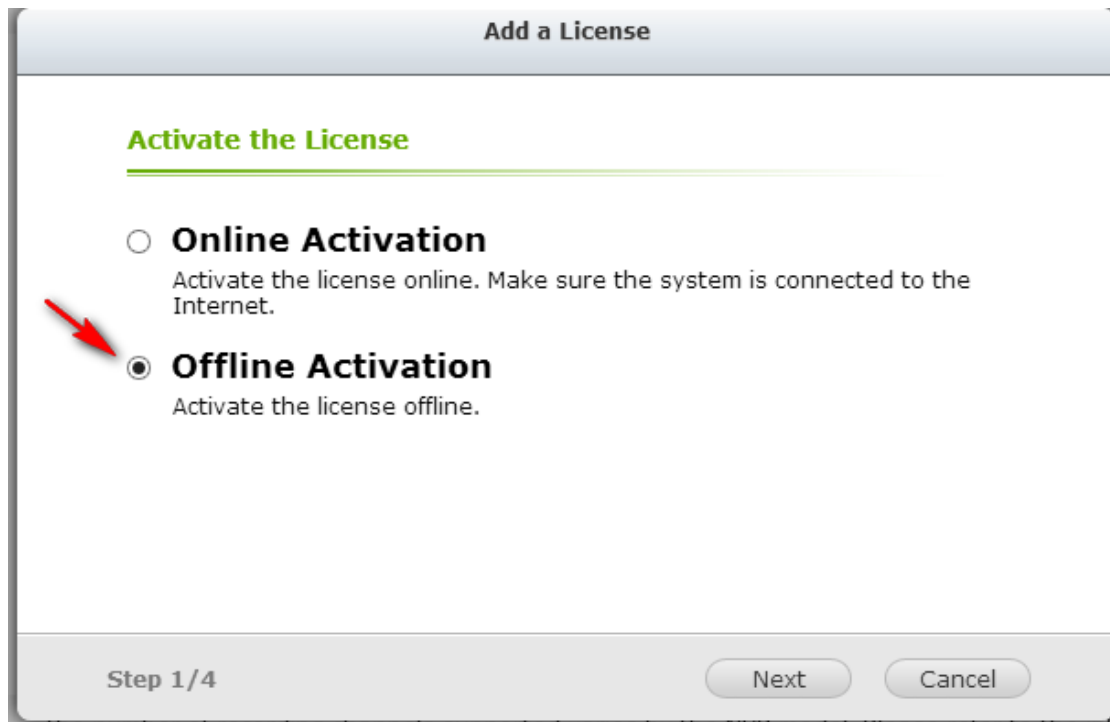 Add a License
Activate the License
Online Activation
Activate the license online. Make sure the system is connected to the
Internet.
Offline Activation
Activate the license offline.
Step 1/4
Next
Cancel